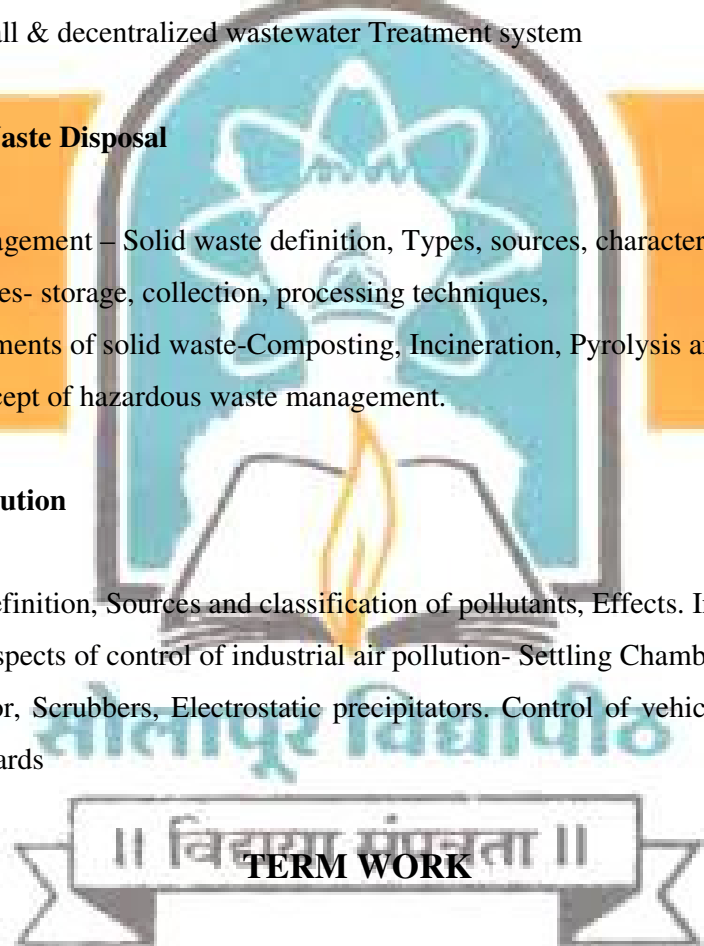 all & decentralized wastewater Treatment system
Waste Disposal
agement – Solid waste definition, Types, sources, character
es- storage, collection, processing techniques,
ments of solid waste-Composting, Incineration, Pyrolysis a
cept of hazardous waste management.
ution
efinition, Sources and classification of pollutants, Effects. I
spects of control of industrial air pollution- Settling Chamb
or, Scrubbers, Electrostatic precipitators. Control of vehic
ards
सोलापूर विद्यापीठ
|| विद्यया संपन्नता ||
TERM WORK